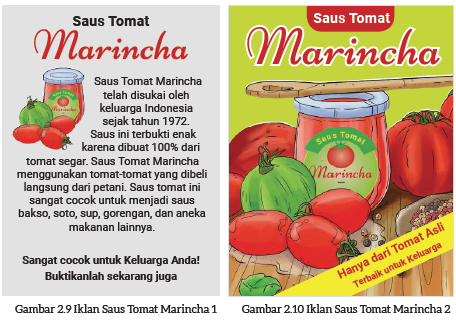 Saus Tomat
Marincha
Saus Tomat Marincha
telah disukai oleh
keluarga Indonesia
sejak tahun 1972.
Saus ini terbukti enak
karena dibuat 100% dari
tomat segar. Saus Tomat Marincha
menggunakan tomat-tomat yang dibeli
langsung dari petani. Saus tomat ini
sangat cocok untuk menjadi saus
bakso, soto, sup, gorengan, dan aneka
makanan lainnya.
Sangat cocok untuk Keluarga Anda!
Buktikanlah sekarang juga
Gambar 2.9 Iklan Saus Tomat Marincha 1
Saus Tomat
Marincha
Saus Tomat
Marincha
Hanya dari Tomat Asli
Terbaik untuk Keluarga
Gambar 2.10 Iklan Saus Tomat Marincha 2